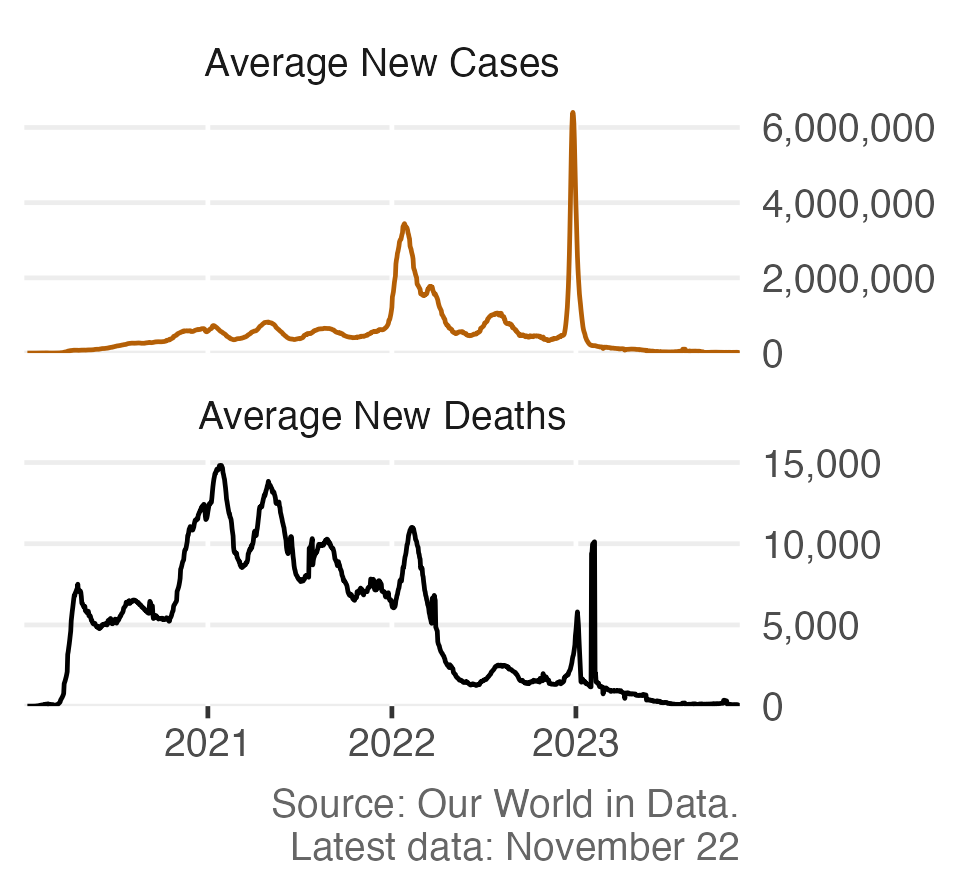 Average New Cases
6,000,000
4,000,000
2,000,000
0
Average New Deaths
15,000
10,000
5,000
0
2021 2022 2023
Source: Our World in Data.
Latest data: November 22